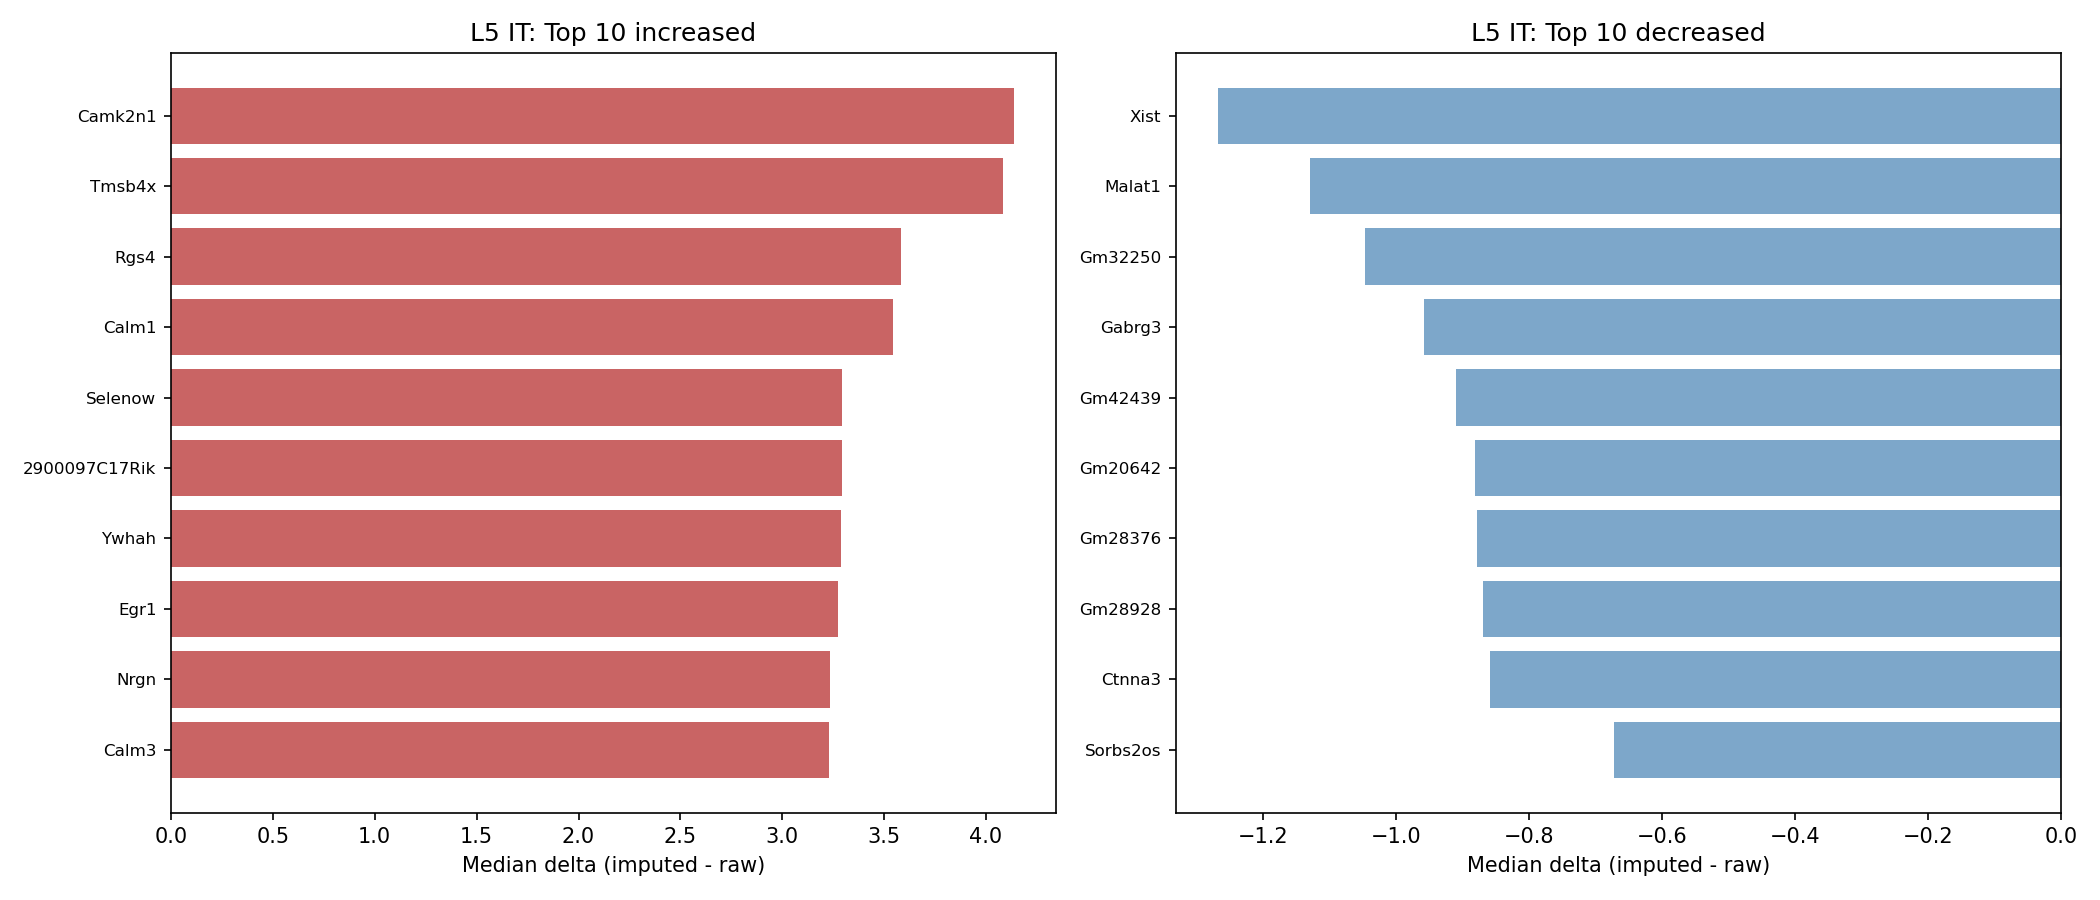 L5 IT: Top 10 increased
Camk2n1
Tmsb4x
Rgs4
Calm1
Selenow
2900097C17Rik
Ywhah
Egr1
Nrgn
Calm3
0.0 0.5 1.0 1.5 2.0 2.5 3.0 3.5 4.0
Median delta (imputed - raw)
L5 IT: Top 10 decreased
Xist
Malat1
Gm32250
Gabrg3
Gm42439
Gm20642
Gm28376
Gm28928
Ctnna3
Sorbs2os
−1.2 −1.0 −0.8 −0.6 −0.4 −0.2 0.0
Median delta (imputed - raw)